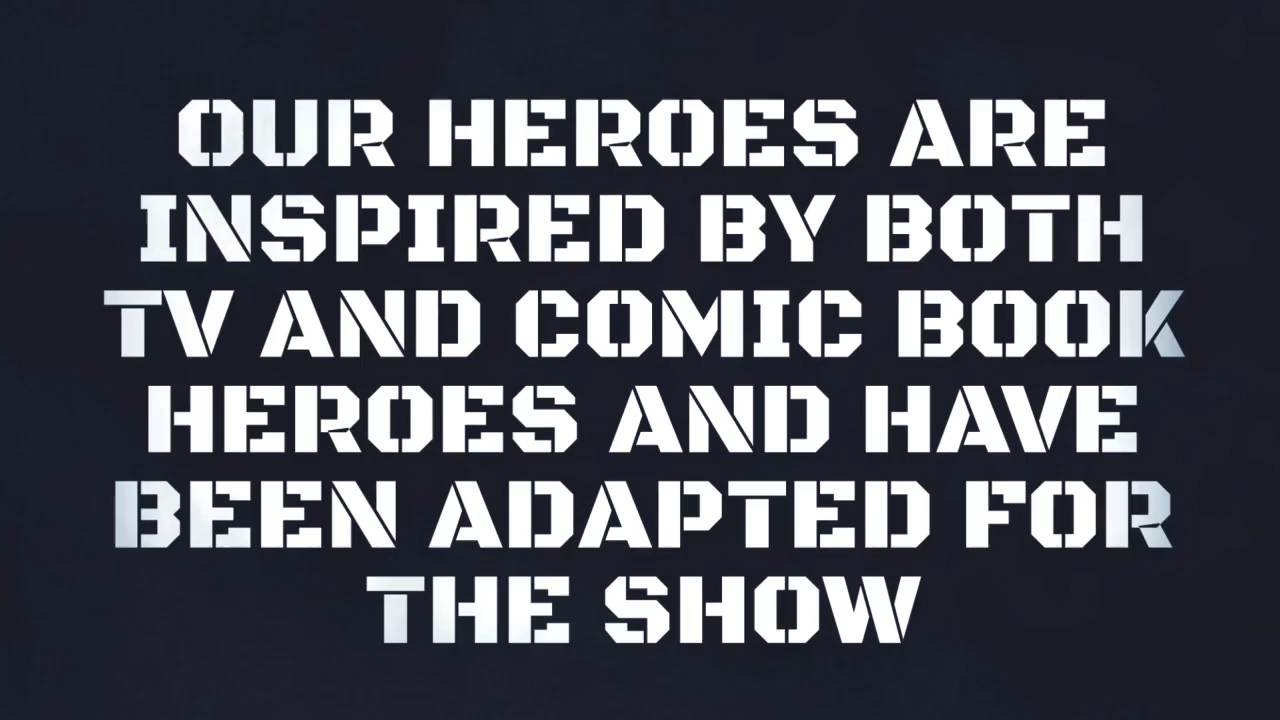 OUR HEROES ARE
INSPIRED BY BOTH
TV AND COMIC BOOK
HEROES AND HAVE
BEEN ADAPTED FOR
THE SHOW